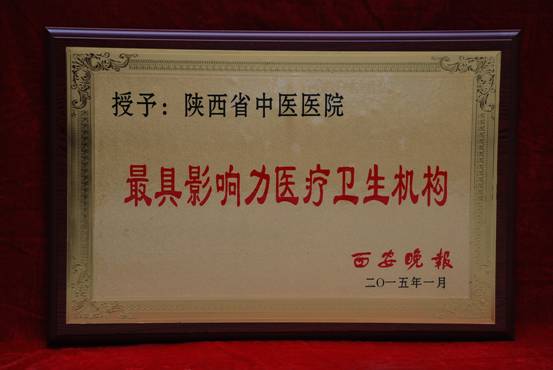 授予：陕西省中医医院
最具影响力医疗卫生机构
西安晚报
二〇一五年一月